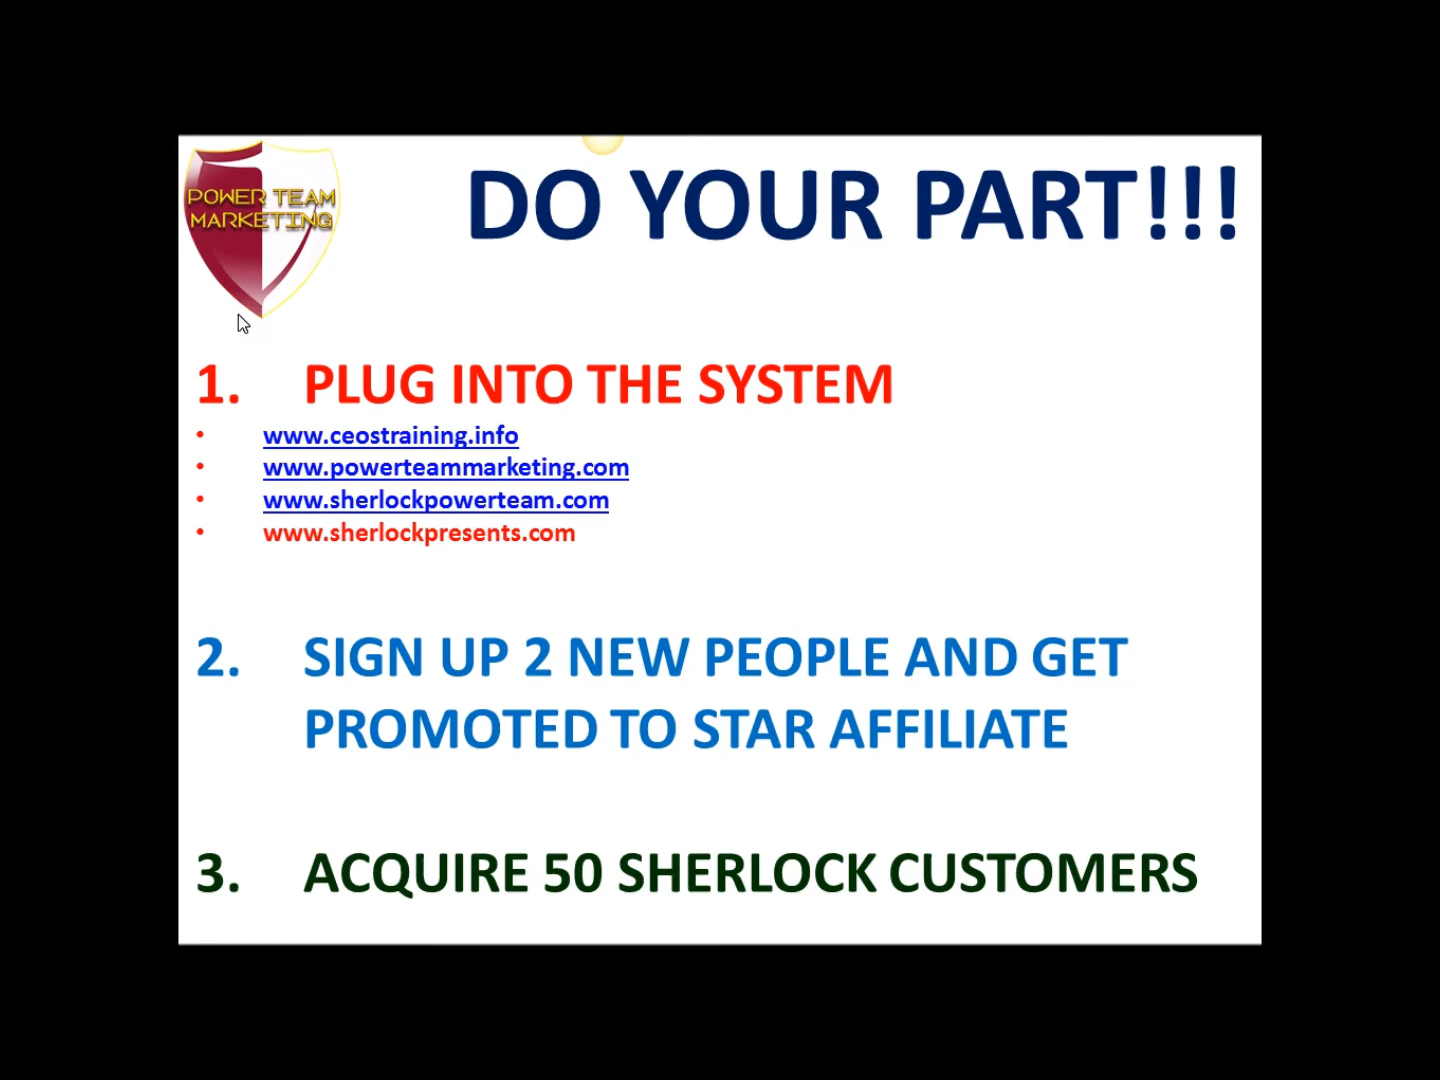 POWER TEAM
MARKETING
DO YOUR PART!!!
1. PLUG INTO THE SYSTEM
• www.ceostraining.info
• www.powerteammarketing.com
• www.sherlockpowerteam.com
• www.sherlockpresents.com
2. SIGN UP 2 NEW PEOPLE AND GET
PROMOTED TO STAR AFFILIATE
3. ACQUIRE 50 SHERLOCK CUSTOMERS